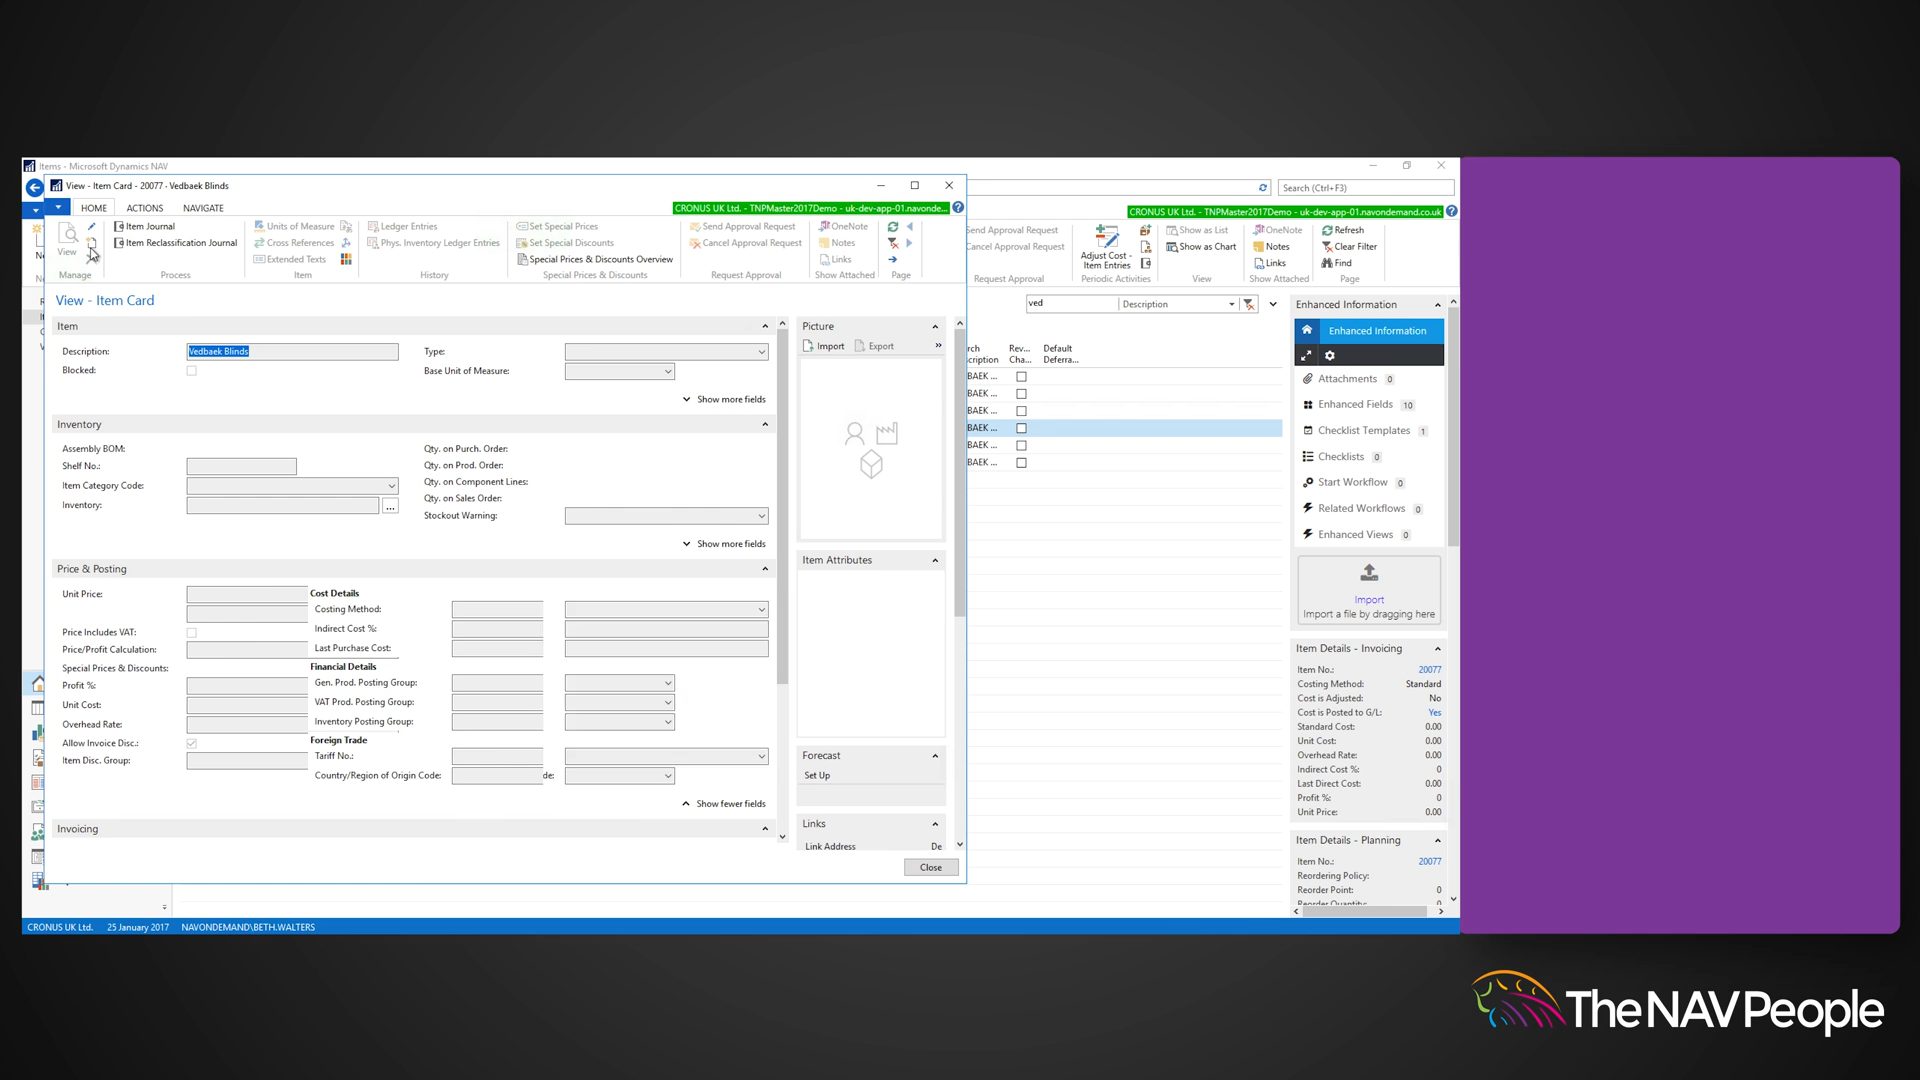 Items - Microsoft Dynamics NAV
View - Item Card - 20077 · Vedbaek Blinds
Search (Ctrl+F3)
HOME ACTIONS NAVIGATE
CRONUS UK Ltd. - TNPMaster2017Demo - uk-dev-app-01.navonde...
CRONUS UK Ltd. - TNPMaster2017Demo - uk-dev-app-01.navondemand.co.uk
View
Manage
Item Journal
Item Reclassification Journal
Process
Units of Measure
Cross References
Extended Texts
Item
Ledger Entries
Phys. Inventory Ledger Entries
History
Set Special Prices
Set Special Discounts
Special Prices & Discounts Overview
Special Prices & Discounts
Send Approval Request
Cancel Approval Request
Request Approval
OneNote
Notes
Links
Show Attached
Page
end Approval Request
ancel Approval Request
Request Approval
Adjust Cost -
Item Entries
Periodic Activities
Show as List
Show as Chart
View
OneNote
Notes
Links
Show Attached
Refresh
Clear Filter
Find
Page
View - Item Card
Item
Description: Vedbaek Blinds
Blocked:
Type:
Base Unit of Measure:
Show more fields
Inventory
Assembly BOM:
Shelf No.:
Item Category Code:
Inventory:
...
Qty. on Purch. Order:
Qty. on Prod. Order:
Qty. on Component Lines:
Qty. on Sales Order:
Stockout Warning:
Show more fields
Price & Posting
Unit Price:
Price Includes VAT:
Price/Profit Calculation:
Special Prices & Discounts:
Profit %:
Unit Cost:
Overhead Rate:
Allow Invoice Disc.:
Item Disc. Group:
Cost Details
Costing Method:
Indirect Cost %:
Last Purchase Cost:
Financial Details
Gen. Prod. Posting Group:
VAT Prod. Posting Group:
Inventory Posting Group:
Foreign Trade
Tariff No.:
Country/Region of Origin Code: de:
Show fewer fields
Invoicing
Picture
Import Export
Item Attributes
Forecast
Set Up
Links
Link Address De
Close
ved Description
rch
cription
Rev...
Cha...
Default
Deferra...
BAEK ...
BAEK ...
BAEK ...
BAEK ...
BAEK ...
BAEK ...
Enhanced Information
Enhanced Information
Attachments 0
Enhanced Fields 10
Checklist Templates 1
Checklists 0
Start Workflow 0
Related Workflows 0
Enhanced Views 0
Import
Import a file by dragging here
Item Details - Invoicing
Item No.: 20077
Costing Method: Standard
Cost is Adjusted: No
Cost is Posted to G/L: Yes
Standard Cost: 0.00
Unit Cost: 0.00
Overhead Rate: 0.00
Indirect Cost %: 0
Last Direct Cost: 0.00
Profit %: 0
Unit Price: 0.00
Item Details - Planning
Item No.: 20077
Reordering Policy:
Reorder Point: 0
Reorder Quantity: 0
CRONUS UK Ltd. 25 January 2017 NAVONDEMAND\BETH.WALTERS
TheNAVPeople